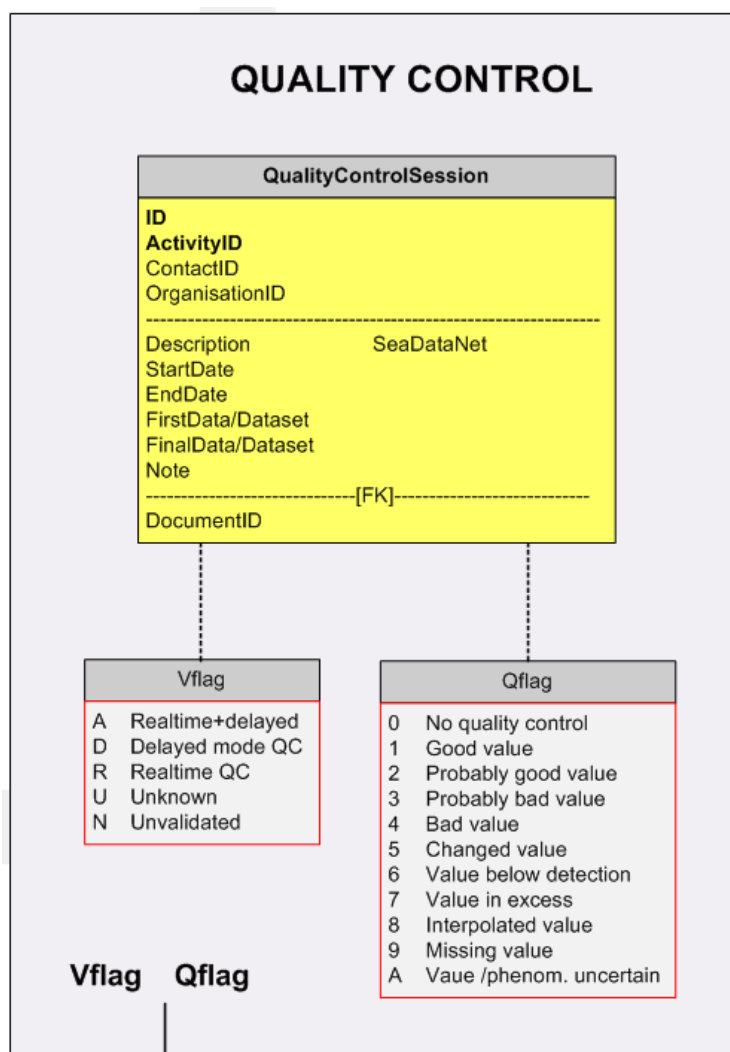 QUALITY CONTROL
QualityControlSession
ID
ActivityID
ContactID
OrganisationID
--------------------------------------------------------------------
Description SeaDataNet
StartDate
EndDate
FirstData/Dataset
FinalData/Dataset
Note
------------------------------[FK]----------------------------
DocumentID
Vflag
A Realtime+delayed
D Delayed mode QC
R Realtime QC
U Unknown
N Unvalidated
Qflag
0 No quality control
1 Good value
2 Probably good value
3 Probably bad value
4 Bad value
5 Changed value
6 Value below detection
7 Value in excess
8 Interpolated value
9 Missing value
A Vaue /phenom. uncertain
Vflag Qflag